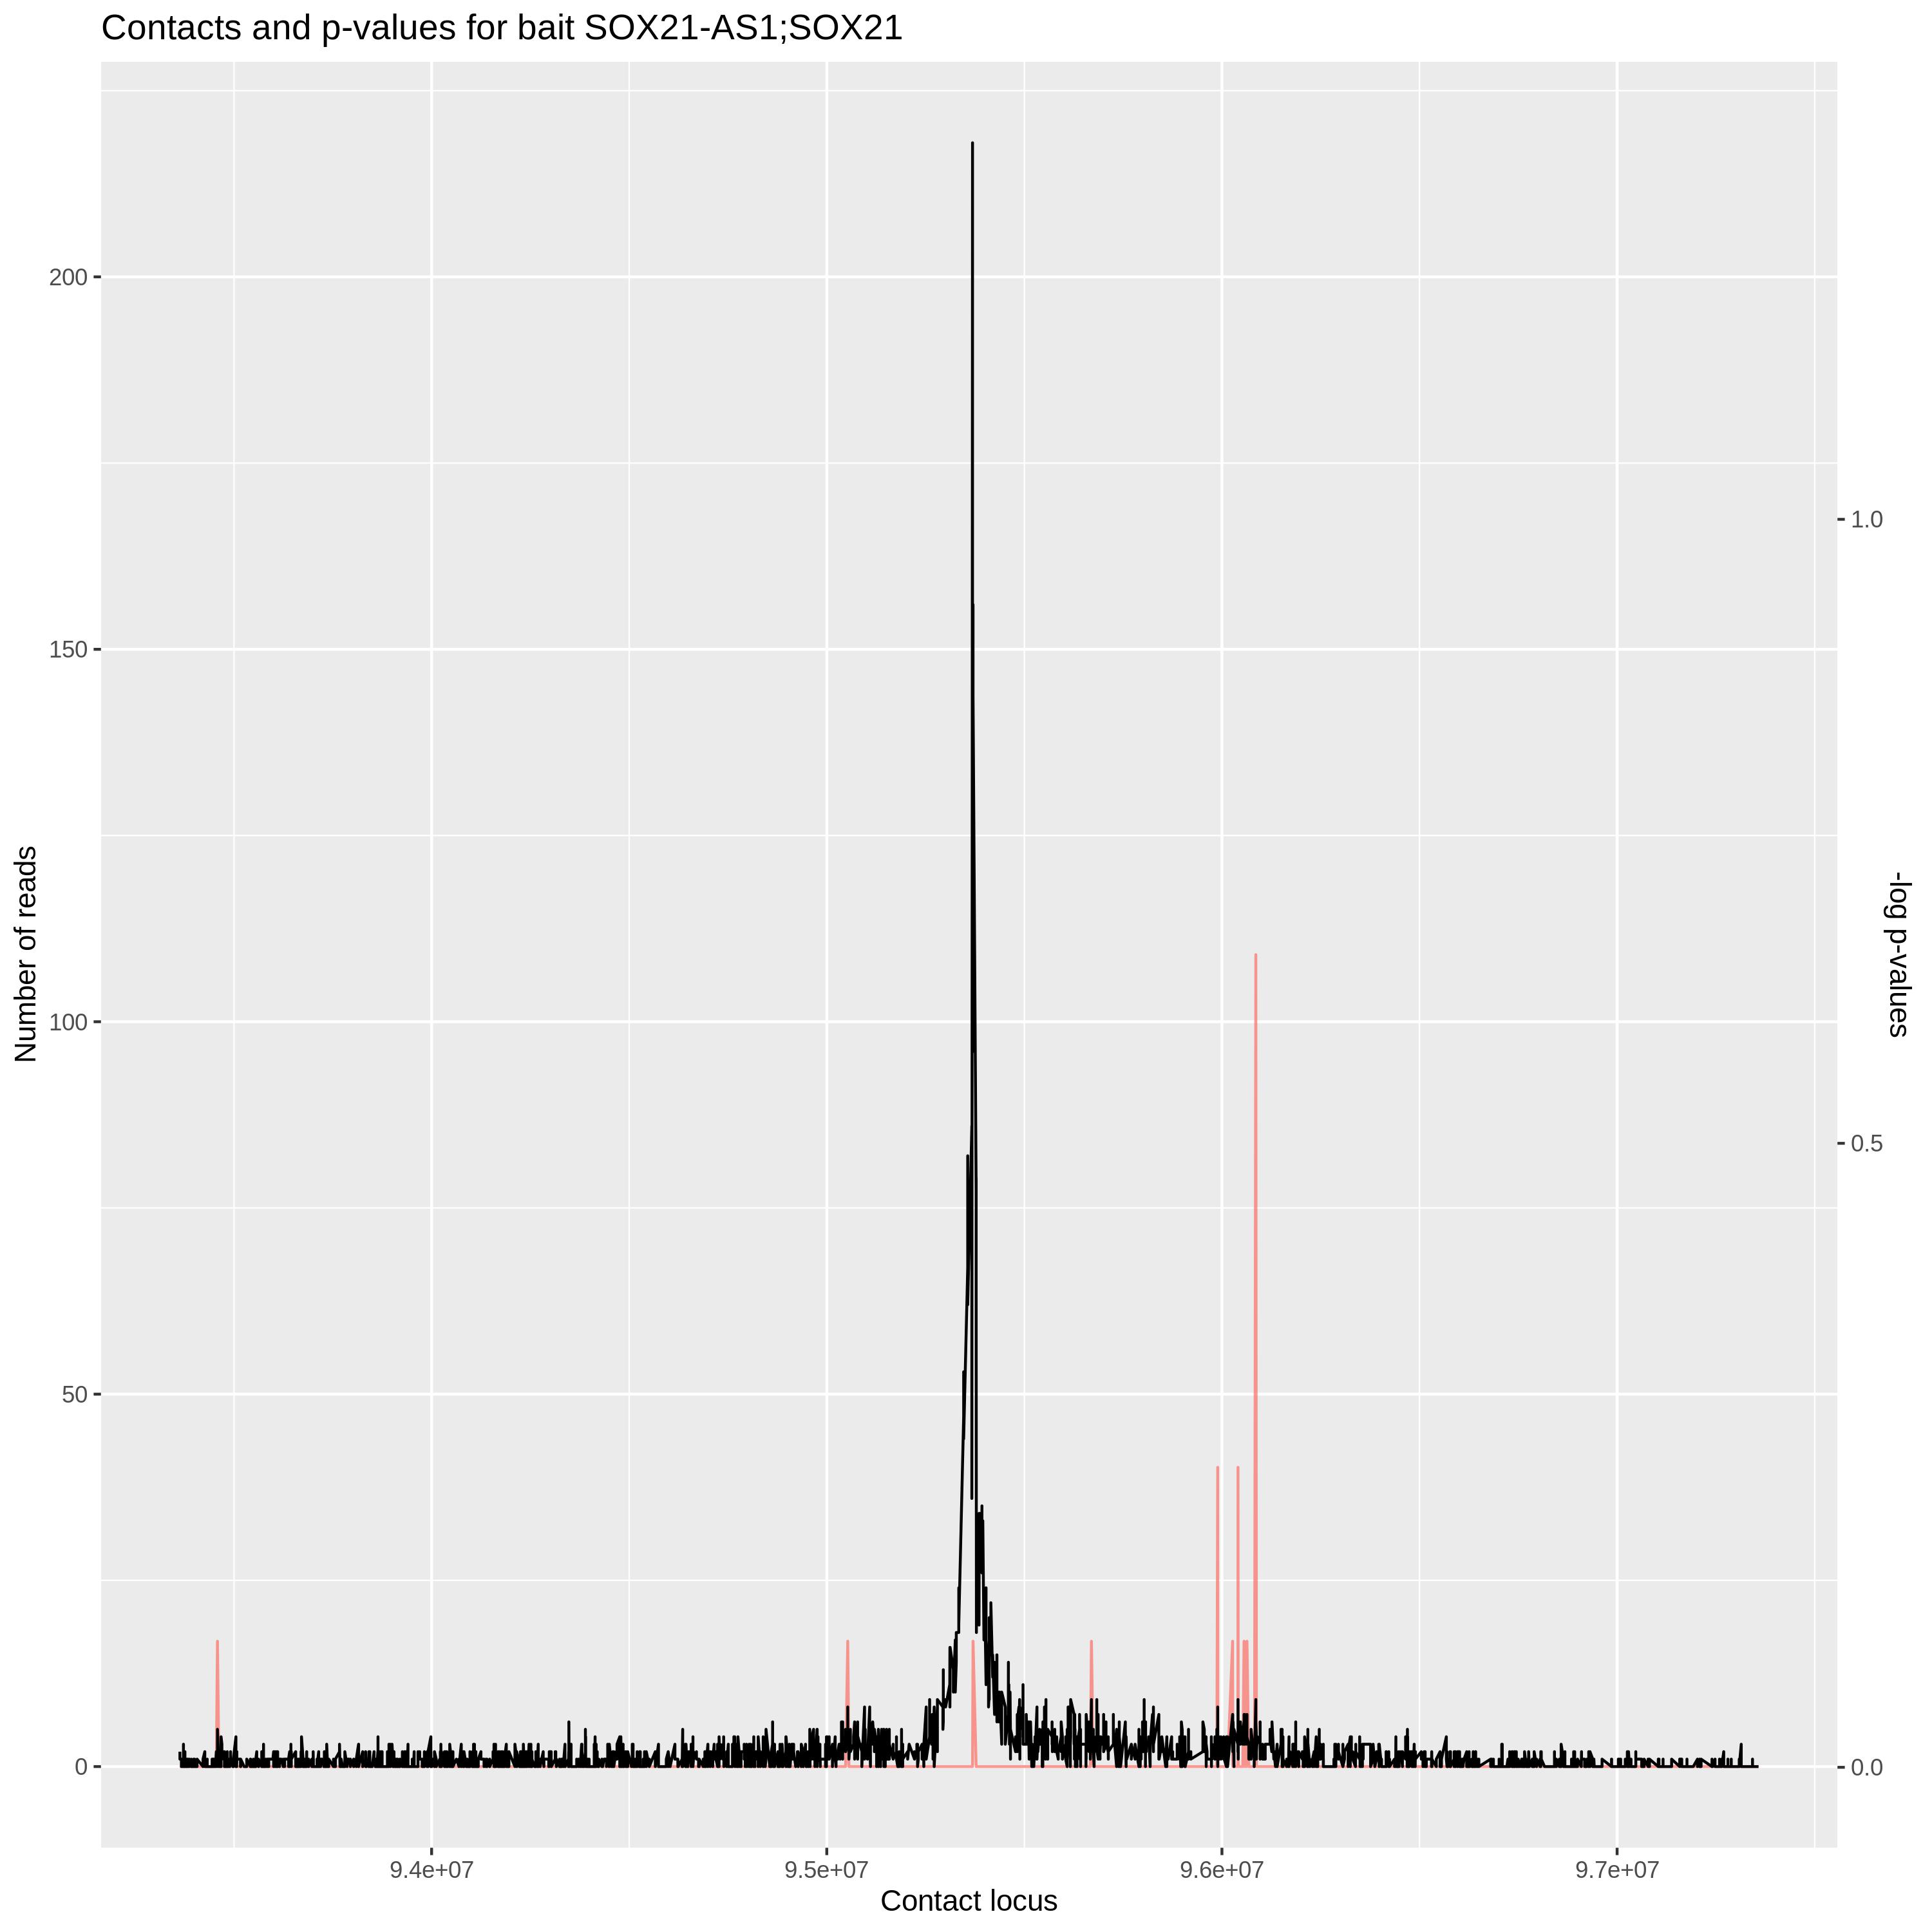 Contacts and p-values for bait SOX21-AS1;SOX21
Number of reads
200
150
100
50
0
1.0
0.5
0.0
-log p-values
9.4e+07
9.5e+07
9.6e+07
9.7e+07
Contact locus